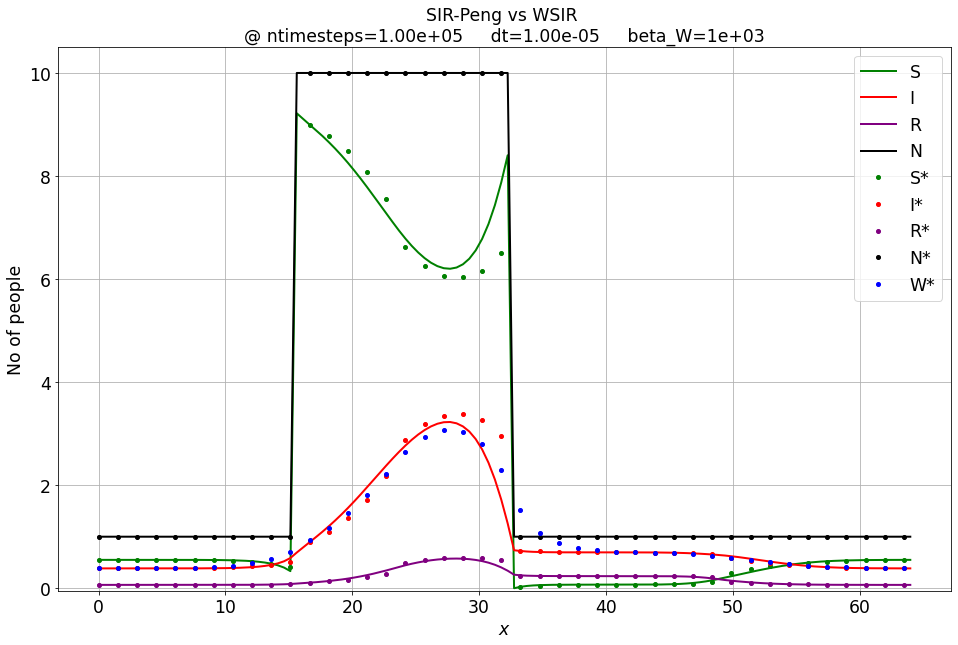 SIR-Peng vs WSIR
@ ntimesteps=1.00e+05 dt=1.00e-05 beta_W=1e+03
No of people
10
8
6
4
2
0
0 10 20 30 40 50 60
x
S
I
R
N
S*
I*
R*
N*
W*